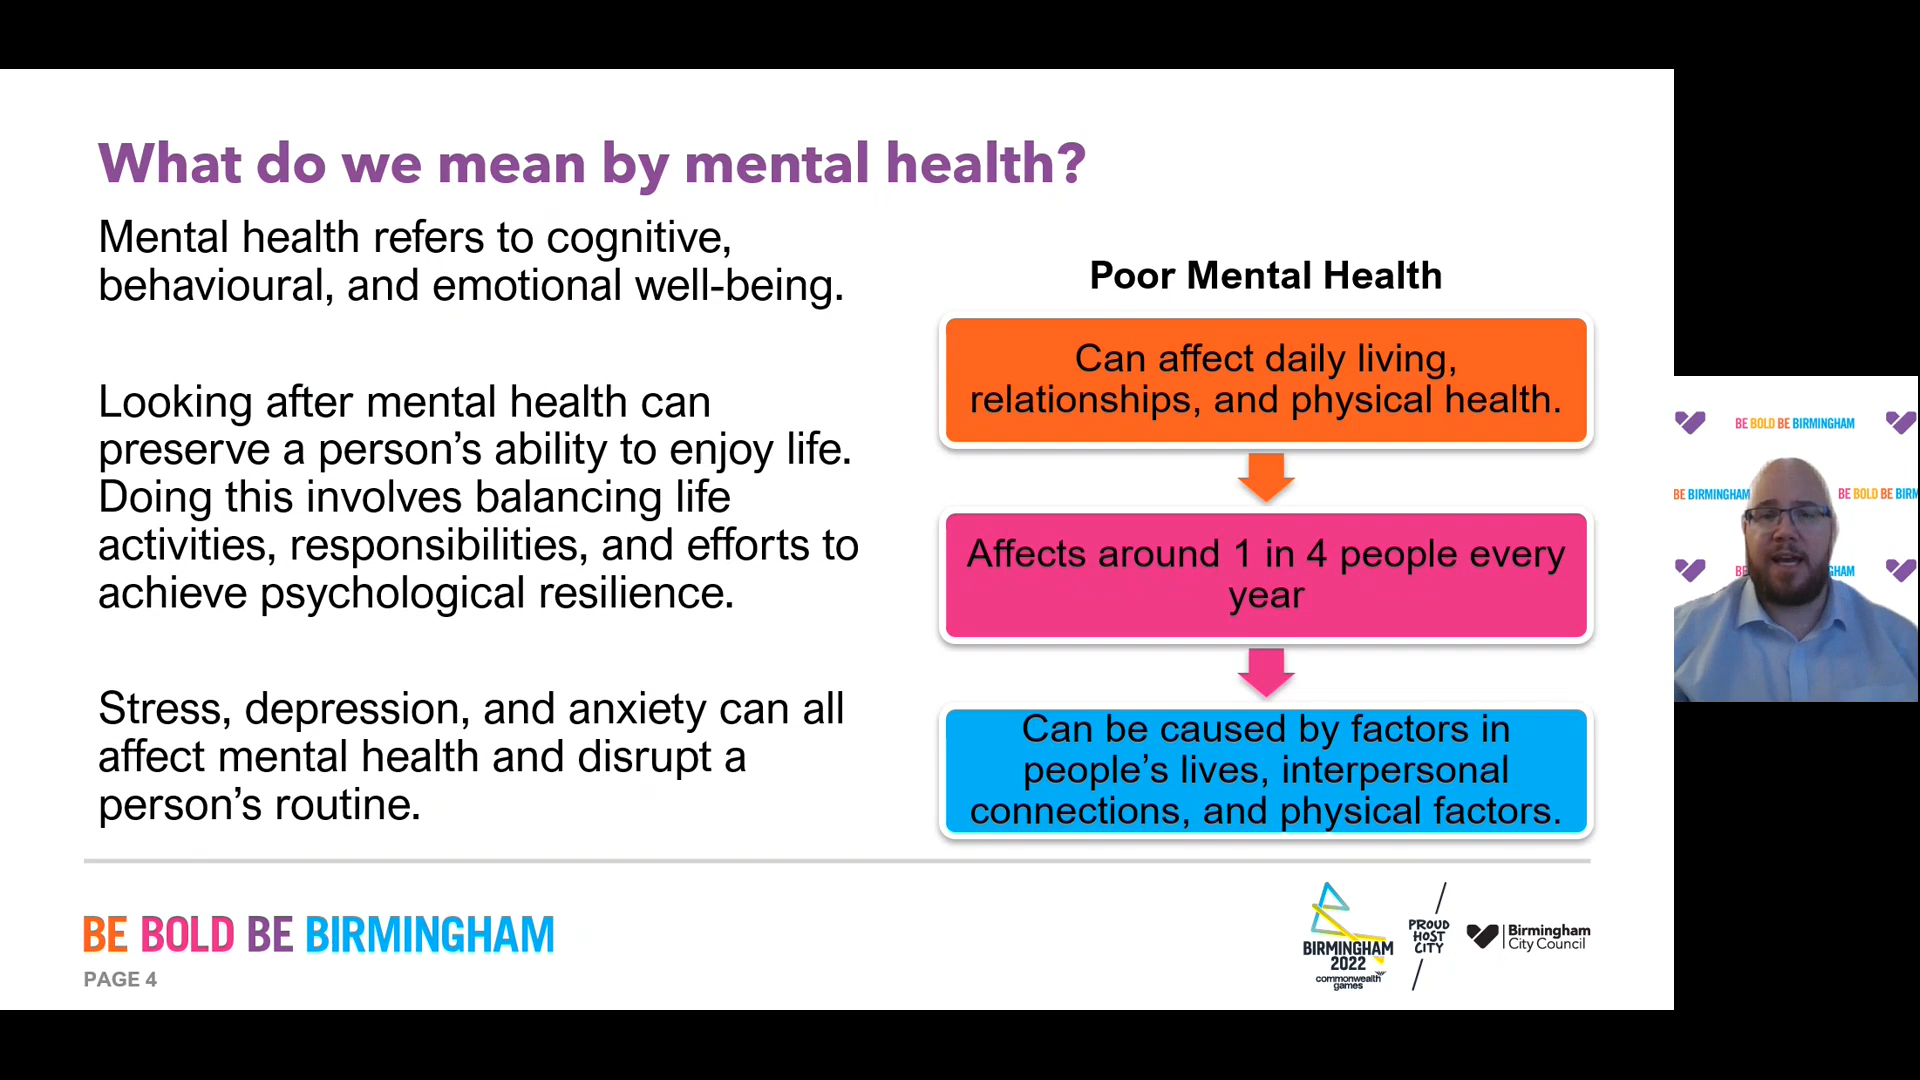 What do we mean by mental health?
Mental health refers to cognitive,
behavioural, and emotional well-being.
Looking after mental health can
preserve a person’s ability to enjoy life.
Doing this involves balancing life
activities, responsibilities, and efforts to
achieve psychological resilience.
Stress, depression, and anxiety can all
affect mental health and disrupt a
person’s routine.
Poor Mental Health
Can affect daily living,
relationships, and physical health.
Affects around 1 in 4 people every
year
Can be caused by factors in
people’s lives, interpersonal
connections, and physical factors.
BE BOLD BE BIRMINGHAM
PAGE 4
BIRMINGHAM
2022
commonwealth
games
PROUD
HOST
CITY
Birmingham
City Council
BE BOLD BE BIRMINGHAM
BE BIRMINGHAM
BE BOLD BE BIRM
BE
GHAM